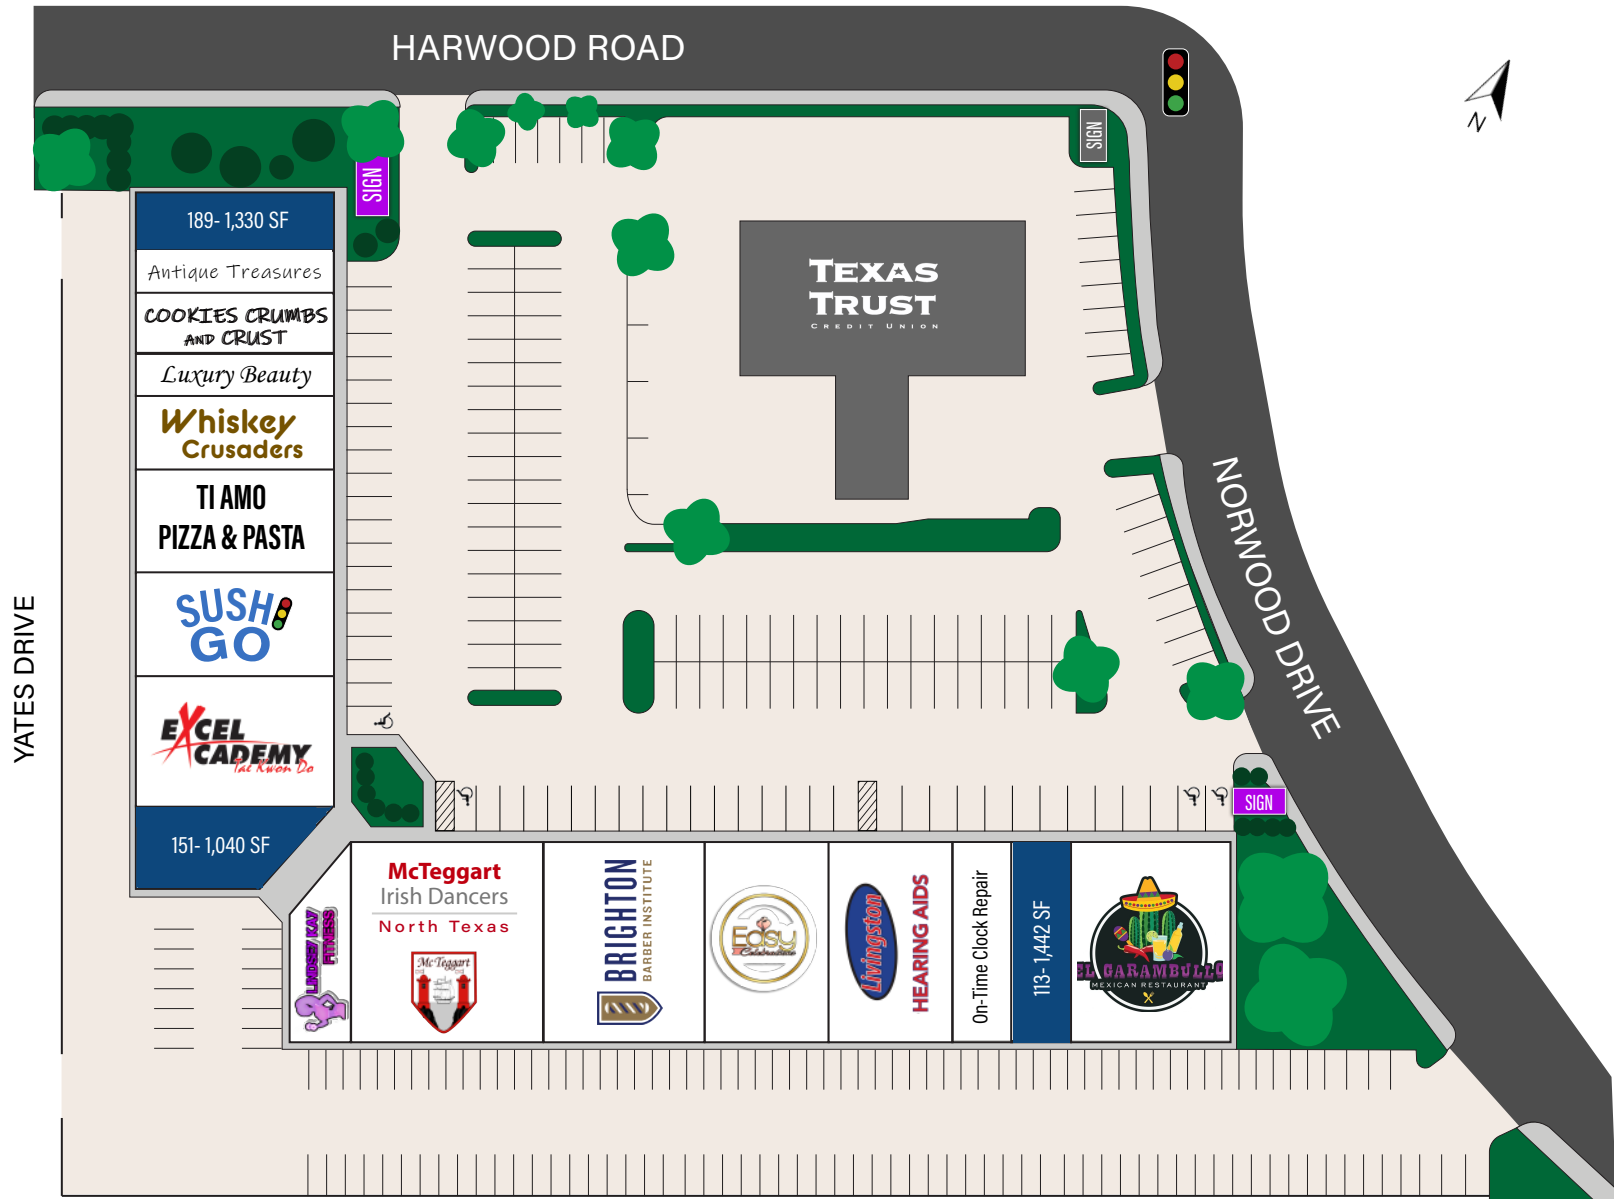 HARWOOD ROAD
N
SIGN
SIGN
189- 1,330 SF
Antique Treasures
COOKIES CRUMBS
AND CRUST
Luxury Beauty
Whiskey
Crusaders
TI AMO
PIZZA & PASTA
SUSHI
GO
EXCEL
ACADEMY
Tae Kwon Do
151- 1,040 SF
YATES DRIVE
TEXAS
TRUST
CREDIT UNION
NORWOOD DRIVE
SIGN
LINDSEY KAY
FITNESS
McTeggart
Irish Dancers
North Texas
McTeggart
BRIGHTON
BARBER INSTITUTE
Easy
Celebrations
Livingston
HEARING AIDS
On-Time Clock Repair
113- 1,442 SF
EL GARAMBULLO
MEXICAN RESTAURANT